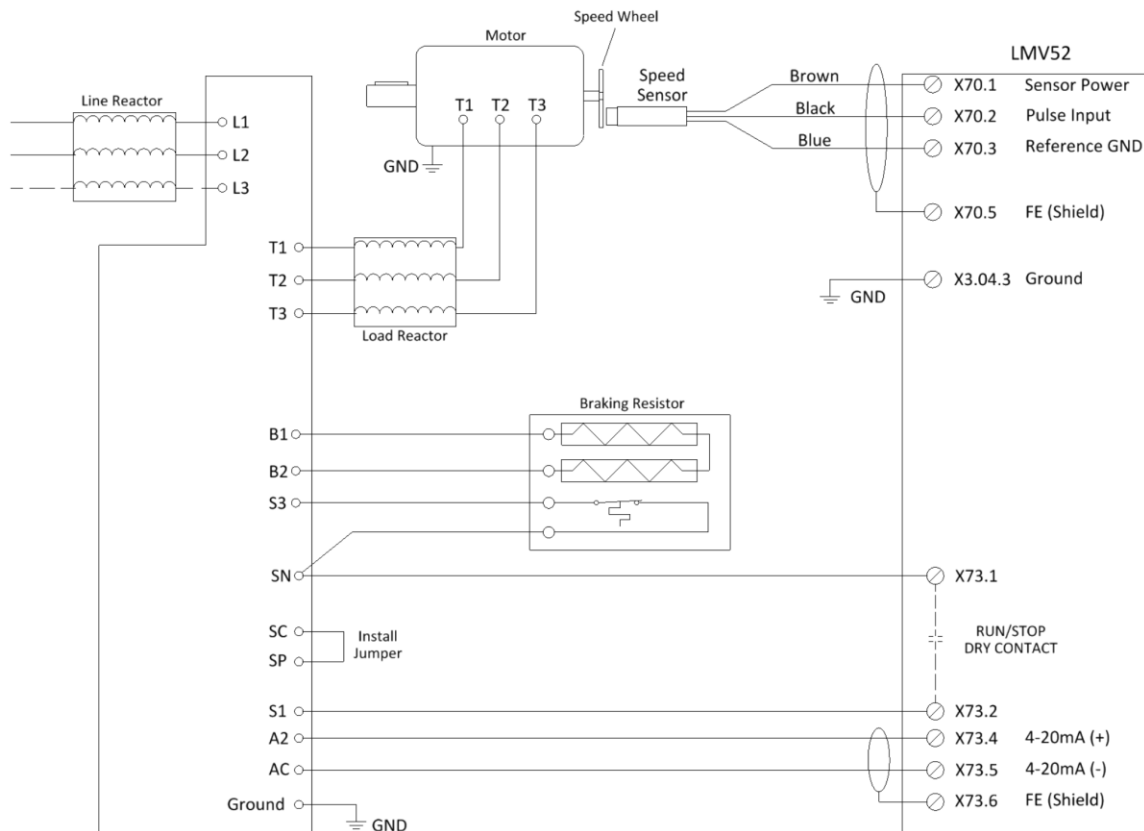 Speed Wheel
Motor
LMV52
Line Reactor
Speed
Sensor
Brown
Black
Blue
X70.1 Sensor Power
X70.2 Pulse Input
X70.3 Reference GND
X70.5 FE (Shield)
X3.04.3 Ground
GND
L1
L2
L3
T1 T2 T3
GND
T1
T2
T3
Load Reactor
Braking Resistor
B1
B2
S3
SN
X73.1
SC
SP
Install
Jumper
RUN/STOP
DRY CONTACT
S1
X73.2
A2
X73.4 4-20mA (+)
AC
X73.5 4-20mA (-)
Ground
GND
X73.6 FE (Shield)